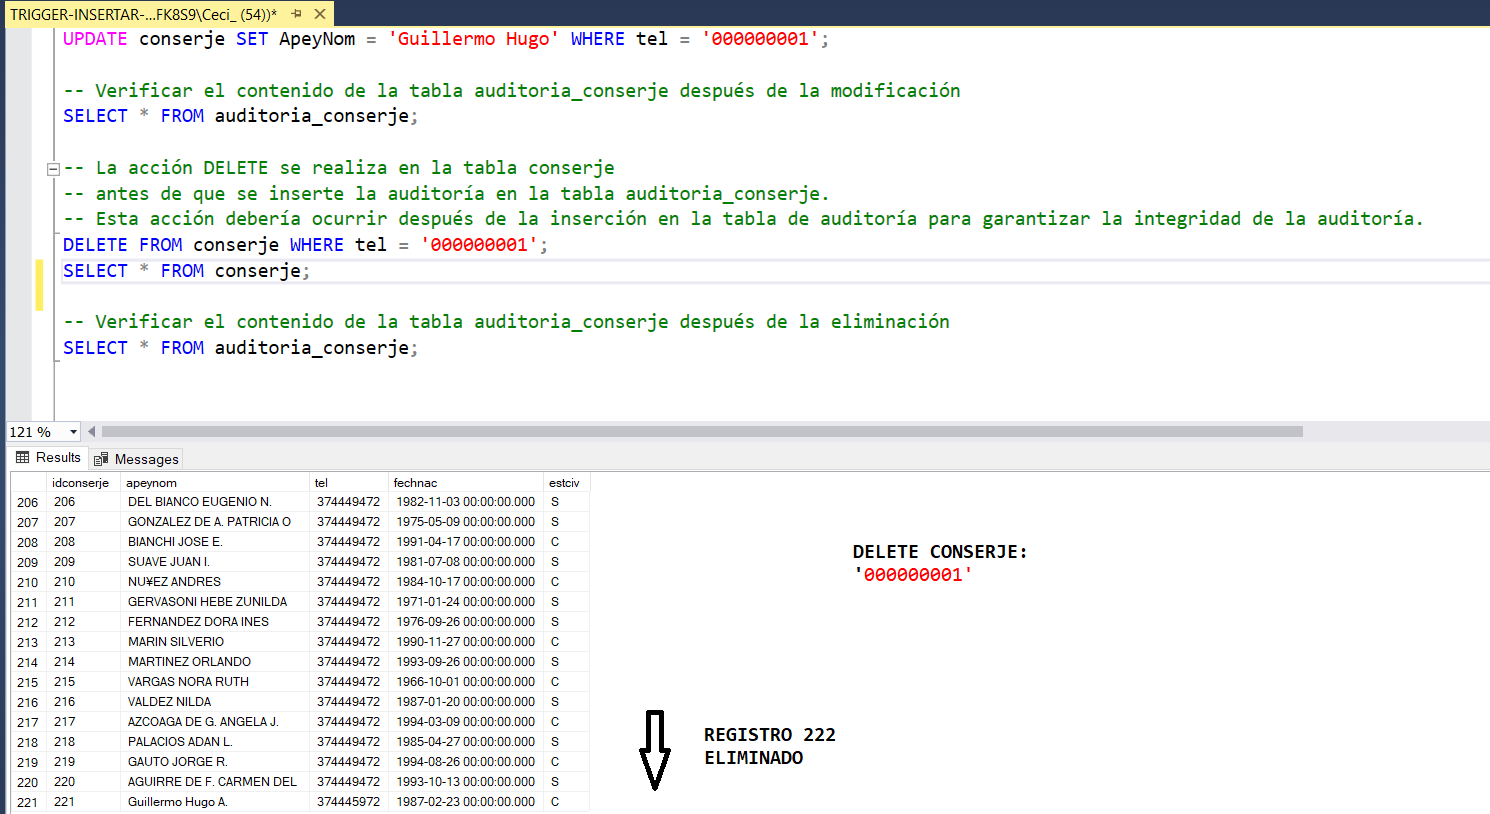 TRIGGER-INSERTAR-...FK8S9\Ceci_ (54))*
UPDATE conserje SET ApeyNom = 'Guillermo Hugo' WHERE tel = '000000001';
-- Verificar el contenido de la tabla auditoria_conserje después de la modificación
SELECT * FROM auditoria_conserje;
-- La acción DELETE se realiza en la tabla conserje
-- antes de que se inserte la auditoría en la tabla auditoria_conserje.
-- Esta acción debería ocurrir después de la inserción en la tabla de auditoría para garantizar la integridad de la auditoría.
DELETE FROM conserje WHERE tel = '000000001';
SELECT * FROM conserje;
-- Verificar el contenido de la tabla auditoria_conserje después de la eliminación
SELECT * FROM auditoria_conserje;
121 %
Results Messages
idconserje apeynom tel fechnac estciv
206 206 DEL BIANCO EUGENIO N. 374449472 1982-11-03 00:00:00.000 S
207 207 GONZALEZ DE A. PATRICIA O 374449472 1975-05-09 00:00:00.000 S
208 208 BIANCHI JOSE E. 374449472 1991-04-17 00:00:00.000 C
209 209 SUAVE JUAN I. 374449472 1981-07-08 00:00:00.000 S
210 210 NU¥EZ ANDRES 374449472 1984-10-17 00:00:00.000 C
211 211 GERVASONI HEBE ZUNILDA 374449472 1971-01-24 00:00:00.000 S
212 212 FERNANDEZ DORA INES 374449472 1976-09-26 00:00:00.000 S
213 213 MARIN SILVERIO 374449472 1990-11-27 00:00:00.000 C
214 214 MARTINEZ ORLANDO 374449472 1993-09-26 00:00:00.000 S
215 215 VARGAS NORA RUTH 374449472 1966-10-01 00:00:00.000 C
216 216 VALDEZ NILDA 374449472 1987-01-20 00:00:00.000 S
217 217 AZCOAGA DE G. ANGELA J. 374449472 1994-03-09 00:00:00.000 C
218 218 PALACIOS ADAN L. 374449472 1985-04-27 00:00:00.000 S
219 219 GAUTO JORGE R. 374449472 1994-08-26 00:00:00.000 C
220 220 AGUIRRE DE F. CARMEN DEL 374449472 1993-10-13 00:00:00.000 S
221 221 Guillermo Hugo A. 374445972 1987-02-23 00:00:00.000 C
DELETE CONSERJE:
'000000001'
REGISTRO 222
ELIMINADO